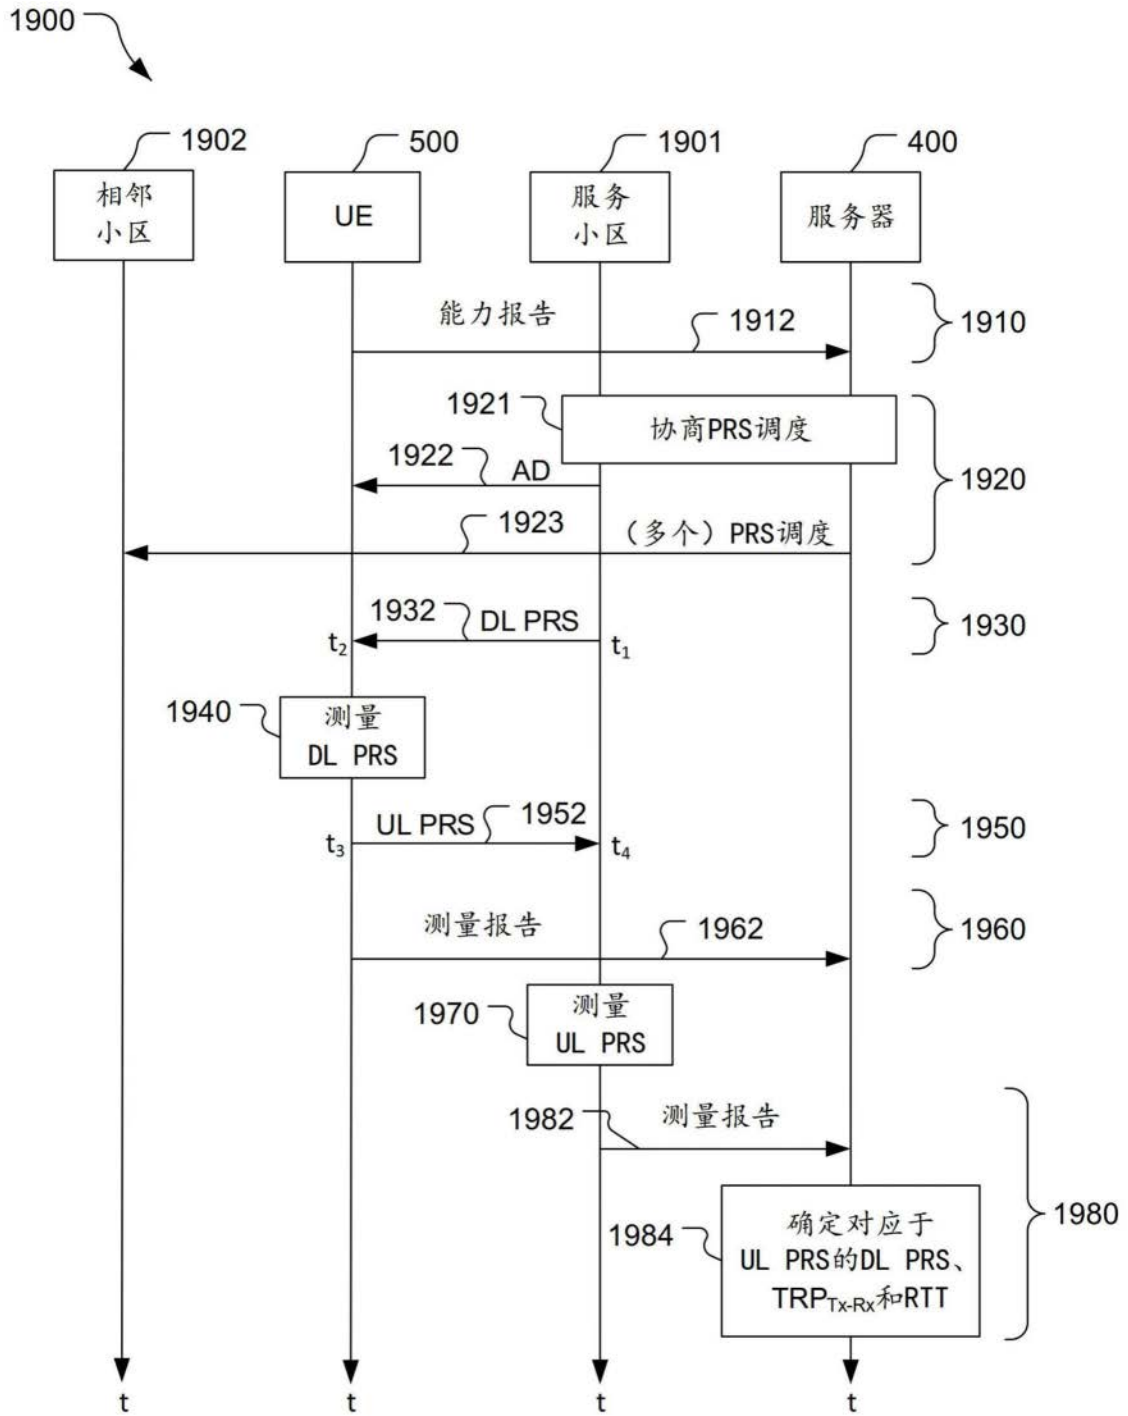 1900
1902
500
1901
400
相邻
小区
UE
服务
小区
服务器
能力报告
1912
1910
1921
协商PRS调度
1922
AD
1920
1923
（多个）PRS调度
1932
DL PRS
1930
t2
t1
1940
测量
DL PRS
UL PRS
1952
1950
t3
t4
测量报告
1962
1960
1970
测量
UL PRS
1982
测量报告
1984
确定对应于
UL PRS的DL PRS、
TRPTx-Rx和RTT
1980
t
t
t
t